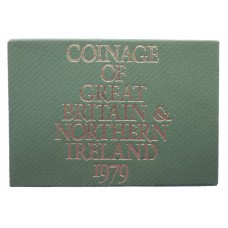 COINAGE
OF
GREAT
BRITAIN &
NORTHERN
IRELAND
1979